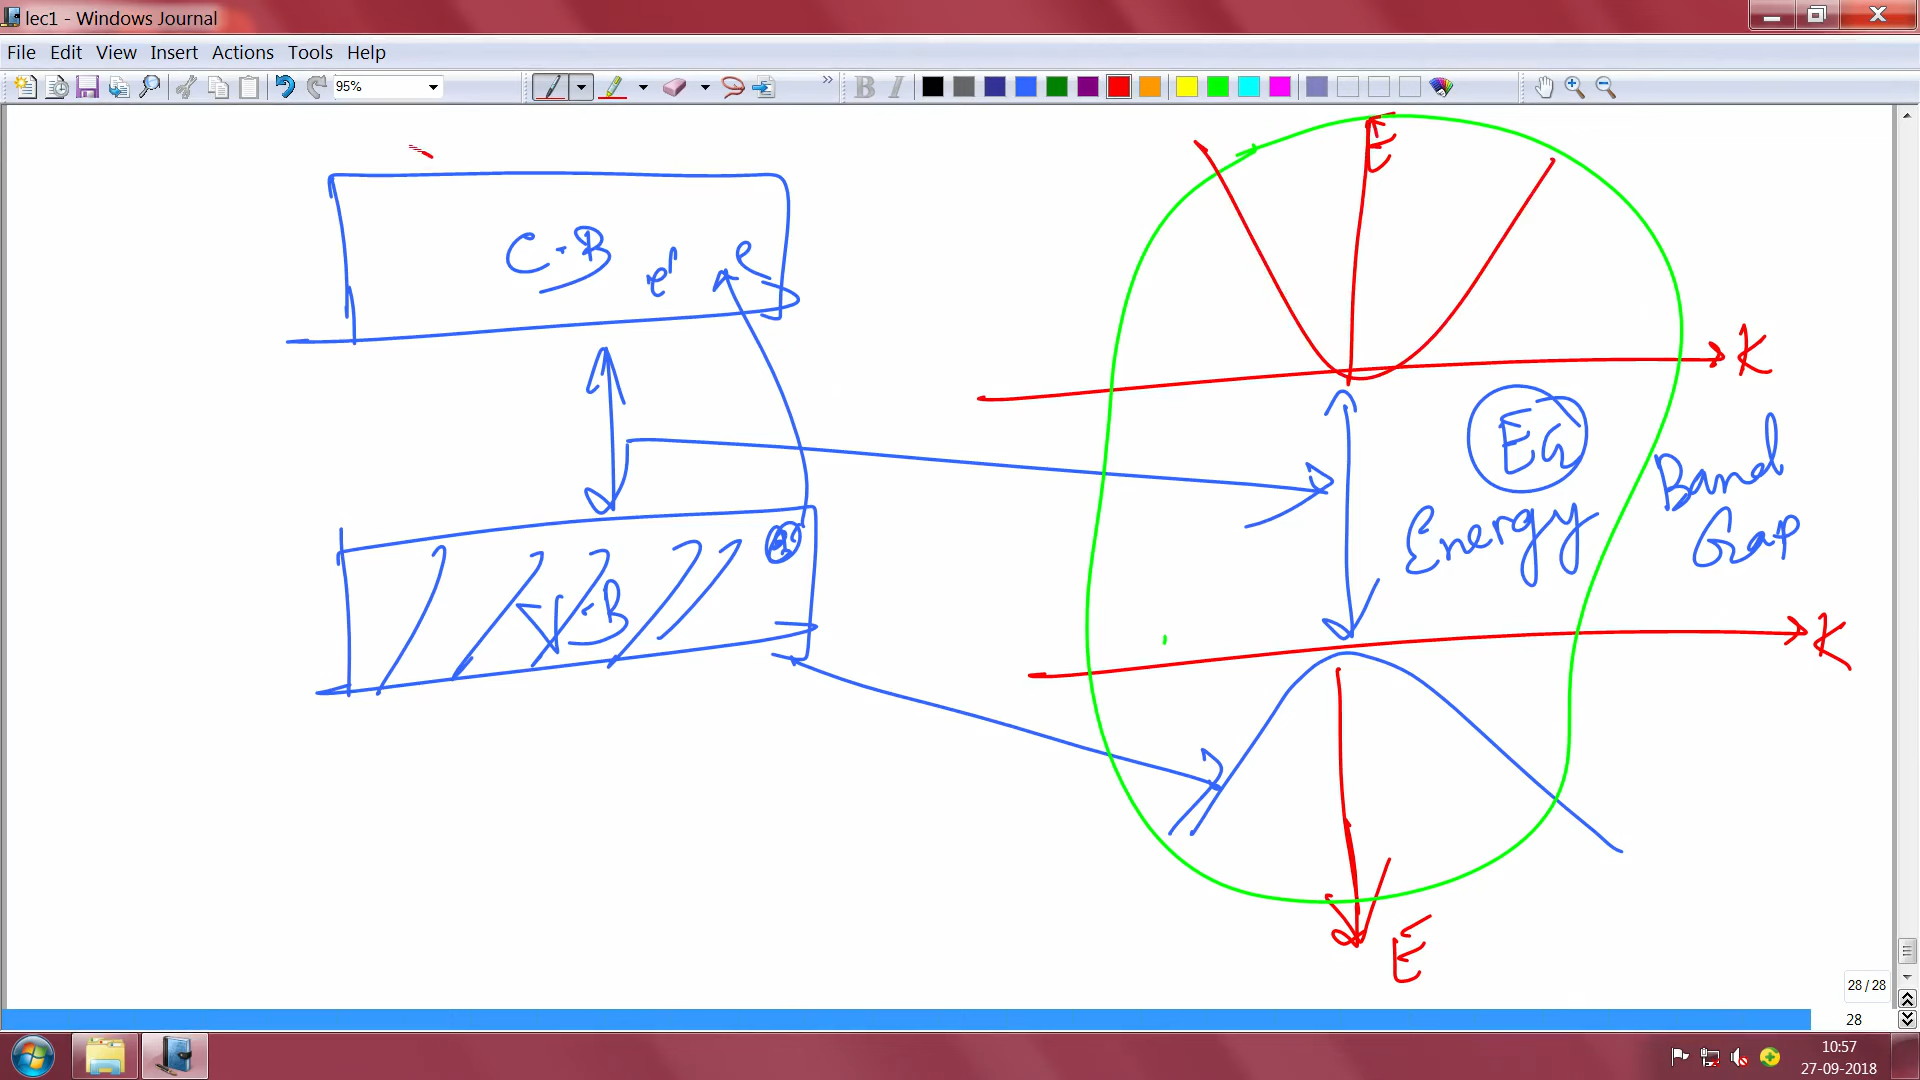 lec1 - Windows Journal
File Edit View Insert Actions Tools Help
95%
B I
E
C-B
e
e
K
EG
Band
Gap
Energy
V-B
K
E
28 / 28
28
10:57
27-09-2018